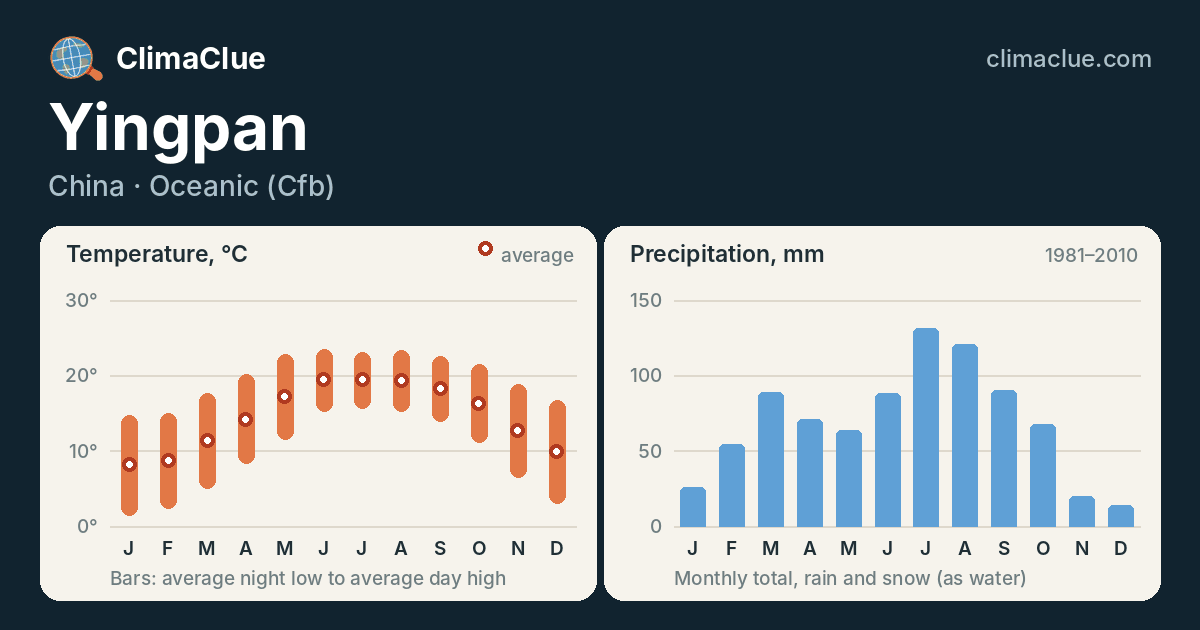 ClimaClue
climaclue.com
Yingpan
China · Oceanic (Cfb)
Temperature, °C
average
30°
20°
10°
0°
J F M A M J J A S O N D
Bars: average night low to average day high
Precipitation, mm
1981–2010
150
100
50
0
J F M A M J J A S O N D
Monthly total, rain and snow (as water)